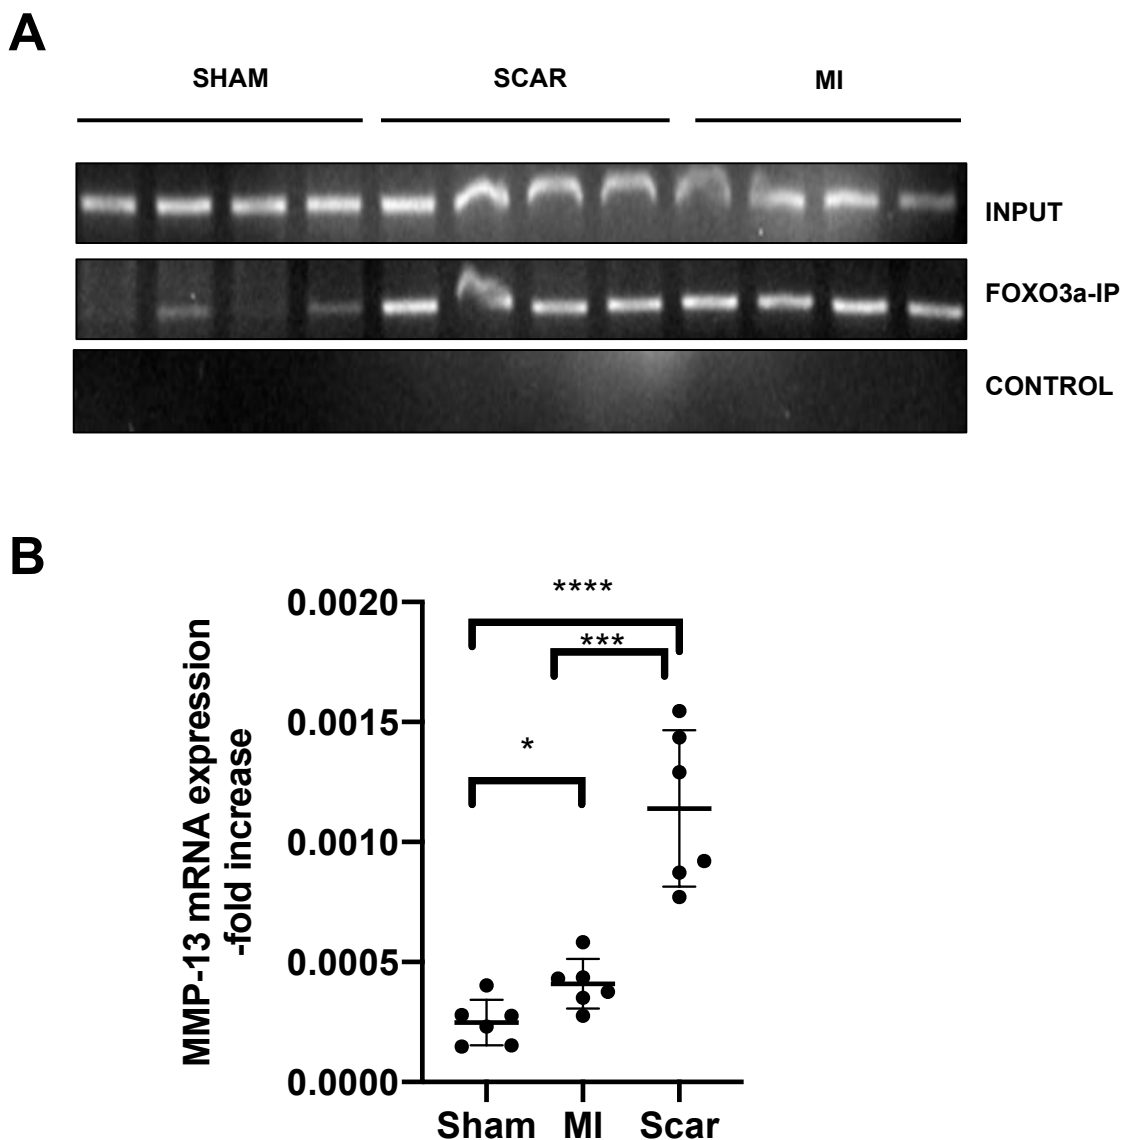 A
SHAM SCAR MI
INPUT
FOXO3a-IP
CONTROL
B
****
***
*
MMP-13 mRNA expression
-fold increase
0.0020
0.0015
0.0010
0.0005
0.0000
Sham MI Scar